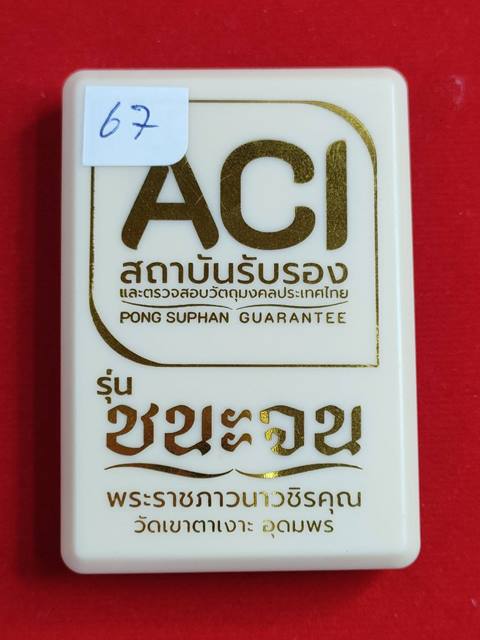 67
ACI
สถาบันรับรอง
และตรวจสอบวัตถุมงคลประเทศไทย
PONG SUPHAN GUARANTEE
รุ่น
ชนะจน
พระราชภาวนาวชิรคุณ
วัดเขาตาเงาะ อุดมพร